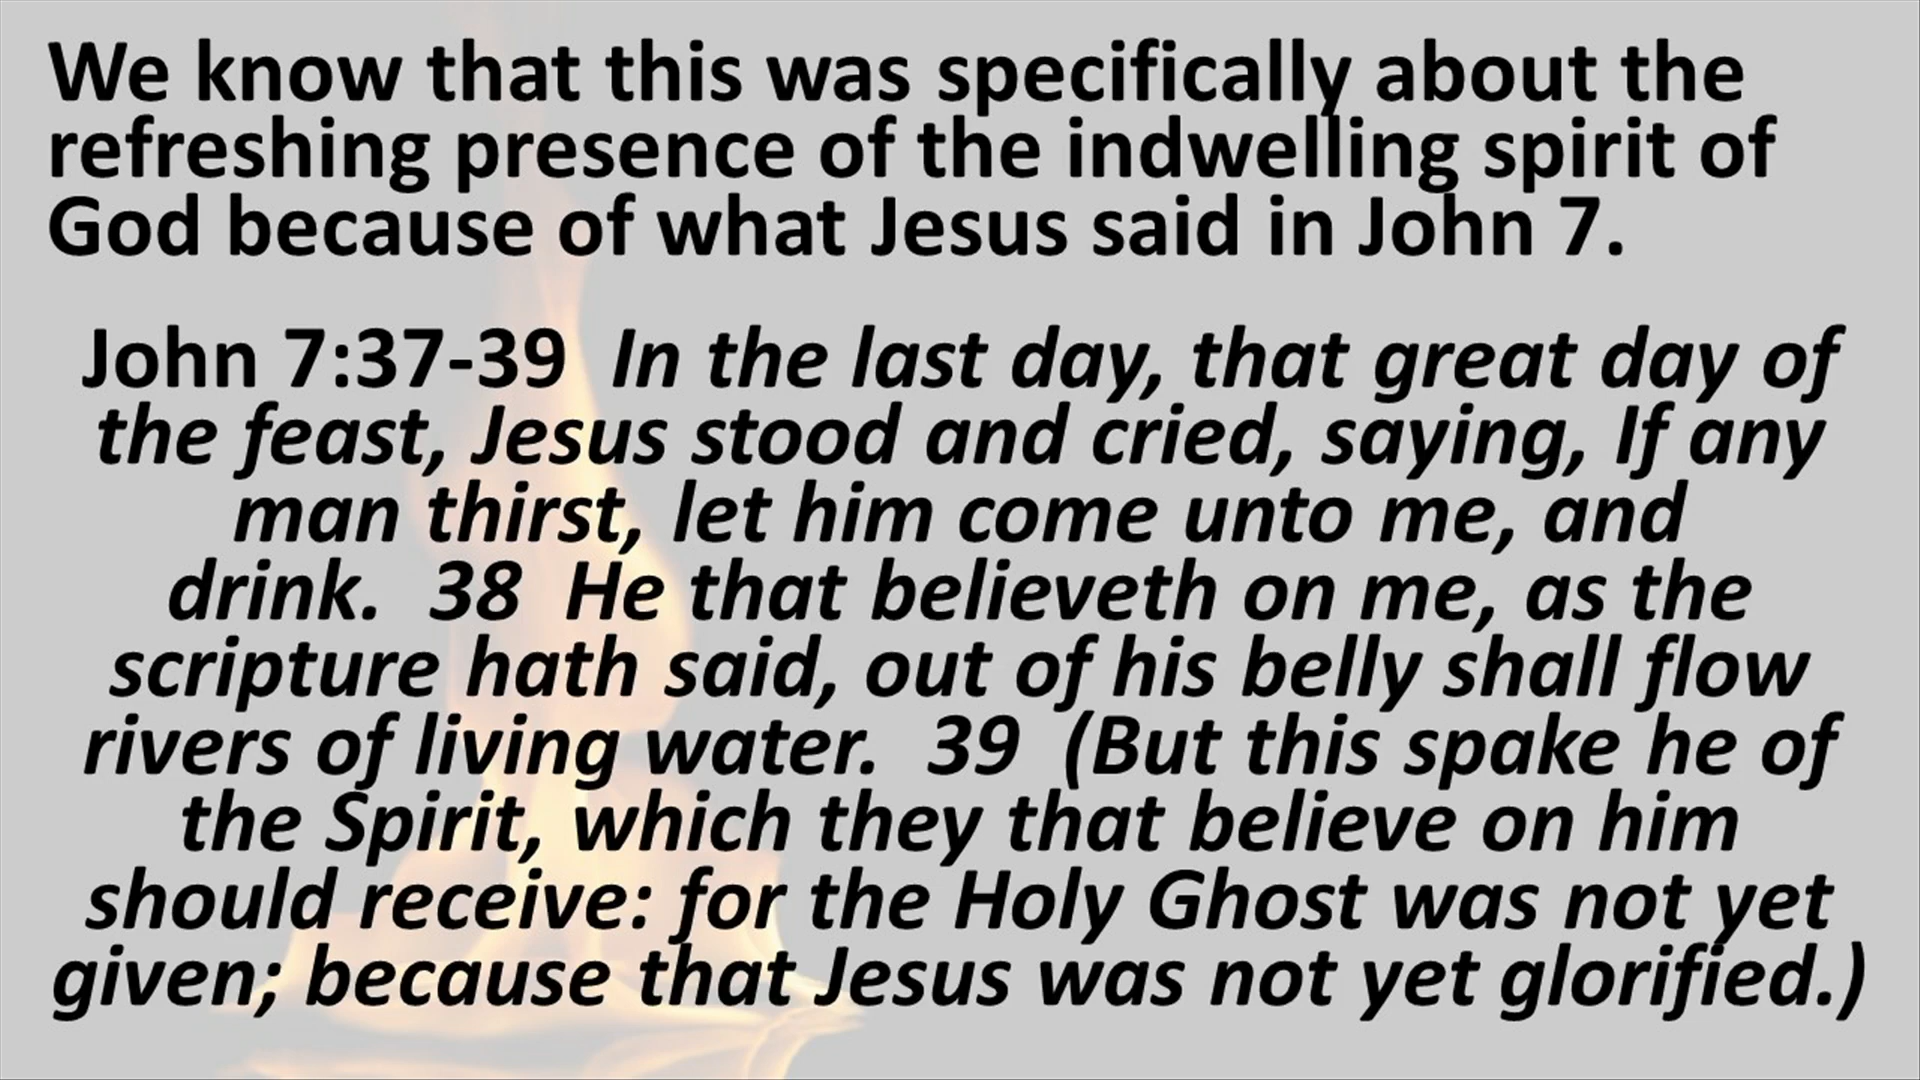 We know that this was specifically about the
refreshing presence of the indwelling spirit of
God because of what Jesus said in John 7.
John 7:37-39  In the last day, that great day of
the feast, Jesus stood and cried, saying, If any
man thirst, let him come unto me, and
drink.  38  He that believeth on me, as the
scripture hath said, out of his belly shall flow
rivers of living water.  39  (But this spake he of
the Spirit, which they that believe on him
should receive: for the Holy Ghost was not yet
given; because that Jesus was not yet glorified.)